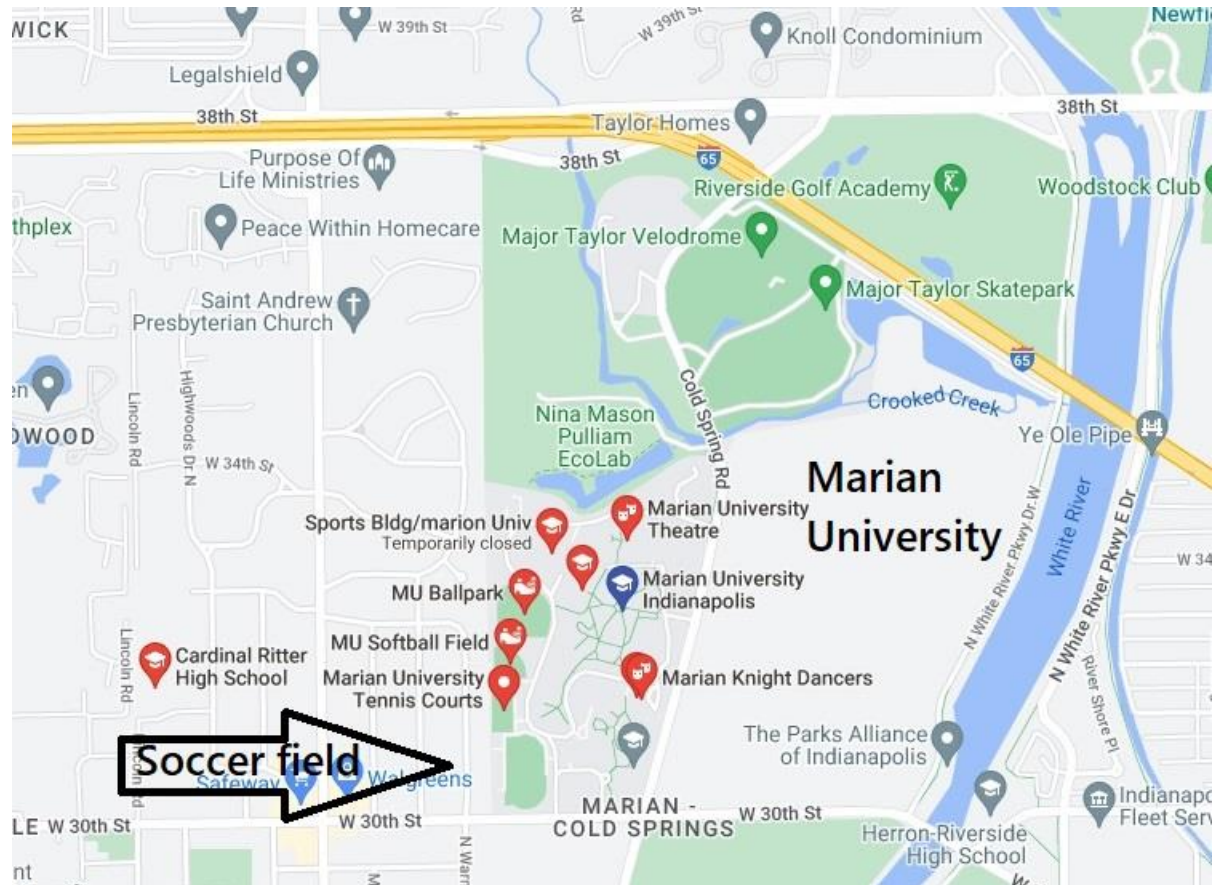 WICK
W 39th St
Rd
W 39th St
Newfi
Knoll Condominium
Legalshield
38th St
38th St
Taylor Homes
38th St
65
Purpose Of
Life Ministries
Riverside Golf Academy
Woodstock Club
thplex
Peace Within Homecare
Major Taylor Velodrome
Major Taylor Skatepark
Saint Andrew
Presbyterian Church
65
en
Lincoln Rd
Highwoods Dr N
Cold Spring Rd
Crooked Creek
Nina Mason
Pulliam
EcoLab
Ye Ole Pipe
DWOOD
W 34th St
Marian
University
Marian University
Theatre
Sports Bldg/marion Univ
Temporarily closed
N White River Pkwy Dr W
White River
N White River Pkwy E Dr
W 34
Marian University
Indianapolis
MU Ballpark
MU Softball Field
Lincoln Rd
Cardinal Ritter
High School
Marian University
Tennis Courts
Marian Knight Dancers
River Shore Pl
The Parks Alliance
of Indianapolis
Soccer field
Lincoln Rd
Safeway
Walgreens
MARIAN -
COLD SPRINGS
Indianapo
Fleet Serv
LE
W 30th St
W 30th St
W 30th St
Herron-Riverside
High School
N Warr
M
W
nt